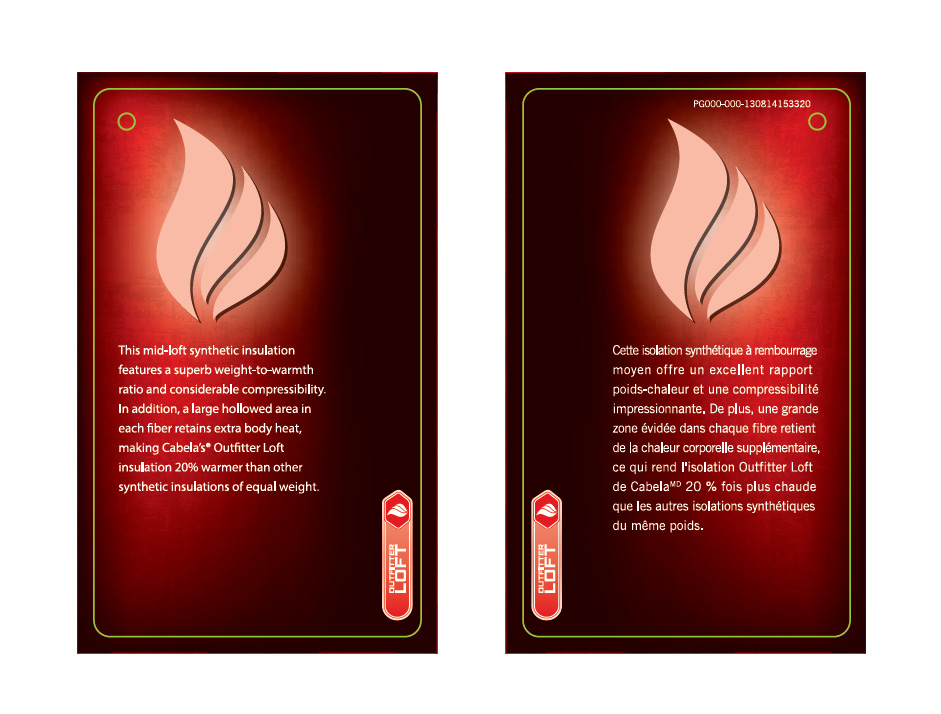 This mid-loft synthetic insulation
features a superb weight-to-warmth
ratio and considerable compressibility.
In addition, a large hollowed area in
each fiber retains extra body heat,
making Cabela's® Outfitter Loft
insulation 20% warmer than other
synthetic insulations of equal weight.
OUTFITTER
LOFT
PG000-000-130814153320
Cette isolation synthétique à rembourrage
moyen offre un excellent rapport
poids-chaleur et une compressibilité
impressionnante. De plus, une grande
zone évidée dans chaque fibre retient
de la chaleur corporelle supplémentaire,
ce qui rend l'isolation Outfitter Loft
de Cabelaᴹᴰ 20 % fois plus chaude
que les autres isolations synthétiques
du même poids.
OUTFITTER
LOFT